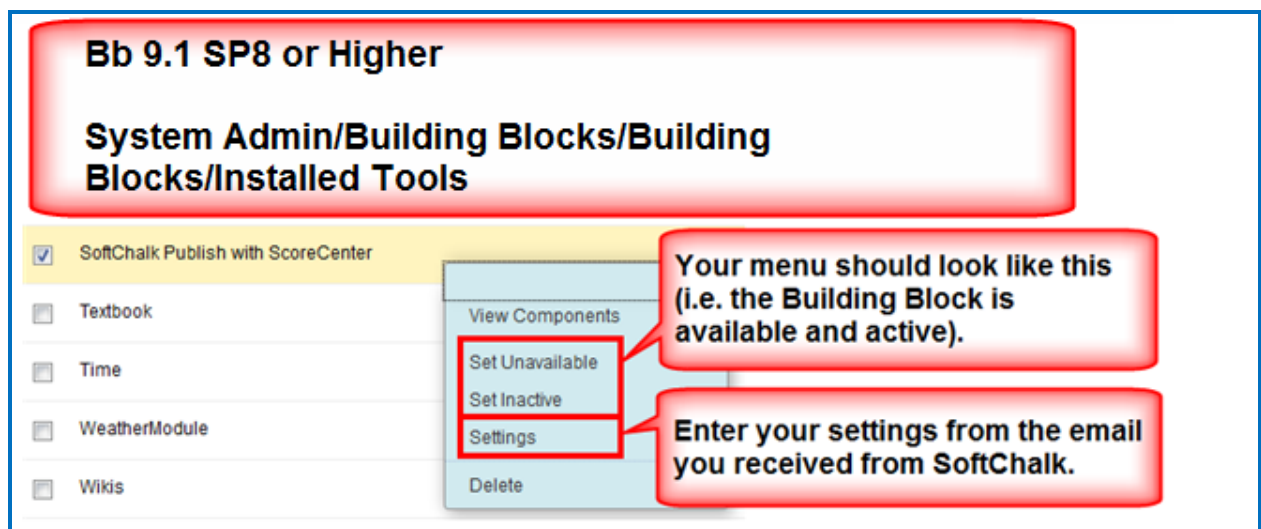 Bb 9.1 SP8 or Higher
System Admin/Building Blocks/Building
Blocks/Installed Tools
SoftChalk Publish with ScoreCenter
Textbook
Time
WeatherModule
Wikis
View Components
Set Unavailable
Set Inactive
Settings
Delete
Your menu should look like this
(i.e. the Building Block is
available and active).
Enter your settings from the email
you received from SoftChalk.